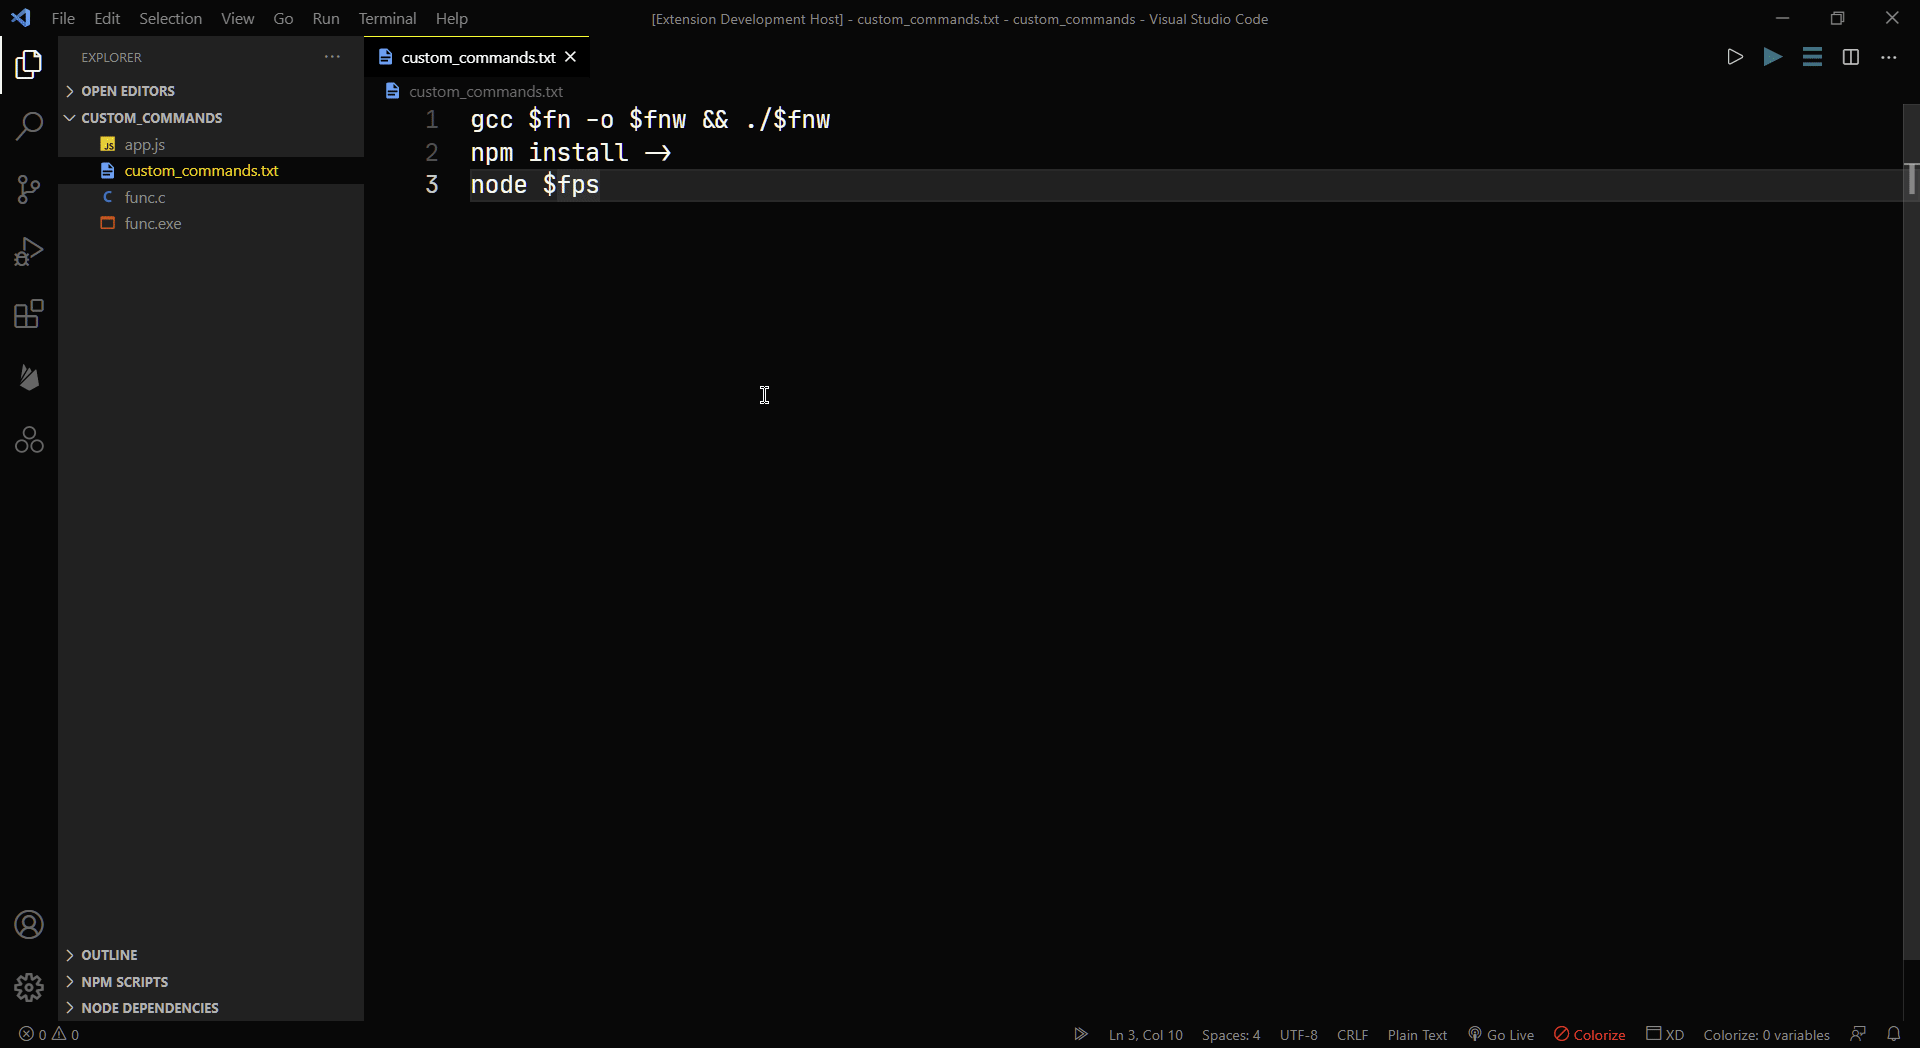 File Edit Selection View Go Run Terminal Help
[Extension Development Host] - custom_commands.txt - custom_commands - Visual Studio Code
EXPLORER
OPEN EDITORS
CUSTOM_COMMANDS
JS app.js
custom_commands.txt
C func.c
func.exe
OUTLINE
NPM SCRIPTS
NODE DEPENDENCIES
custom_commands.txt
custom_commands.txt
1 gcc $fn -o $fnw && ./$fnw
2 npm install ->
3 node $fps
0 0
Ln 3, Col 10 Spaces: 4 UTF-8 CRLF Plain Text Go Live Colorize XD Colorize: 0 variables